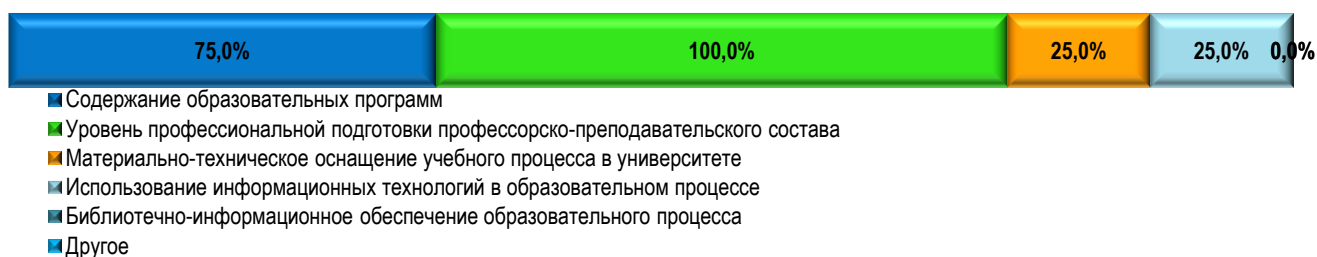 75,0% 100,0% 25,0% 25,0% 0,0%
Содержание образовательных программ
Уровень профессиональной подготовки профессорско-преподавательского состава
Материально-техническое оснащение учебного процесса в университете
Использование информационных технологий в образовательном процессе
Библиотечно-информационное обеспечение образовательного процесса
Другое